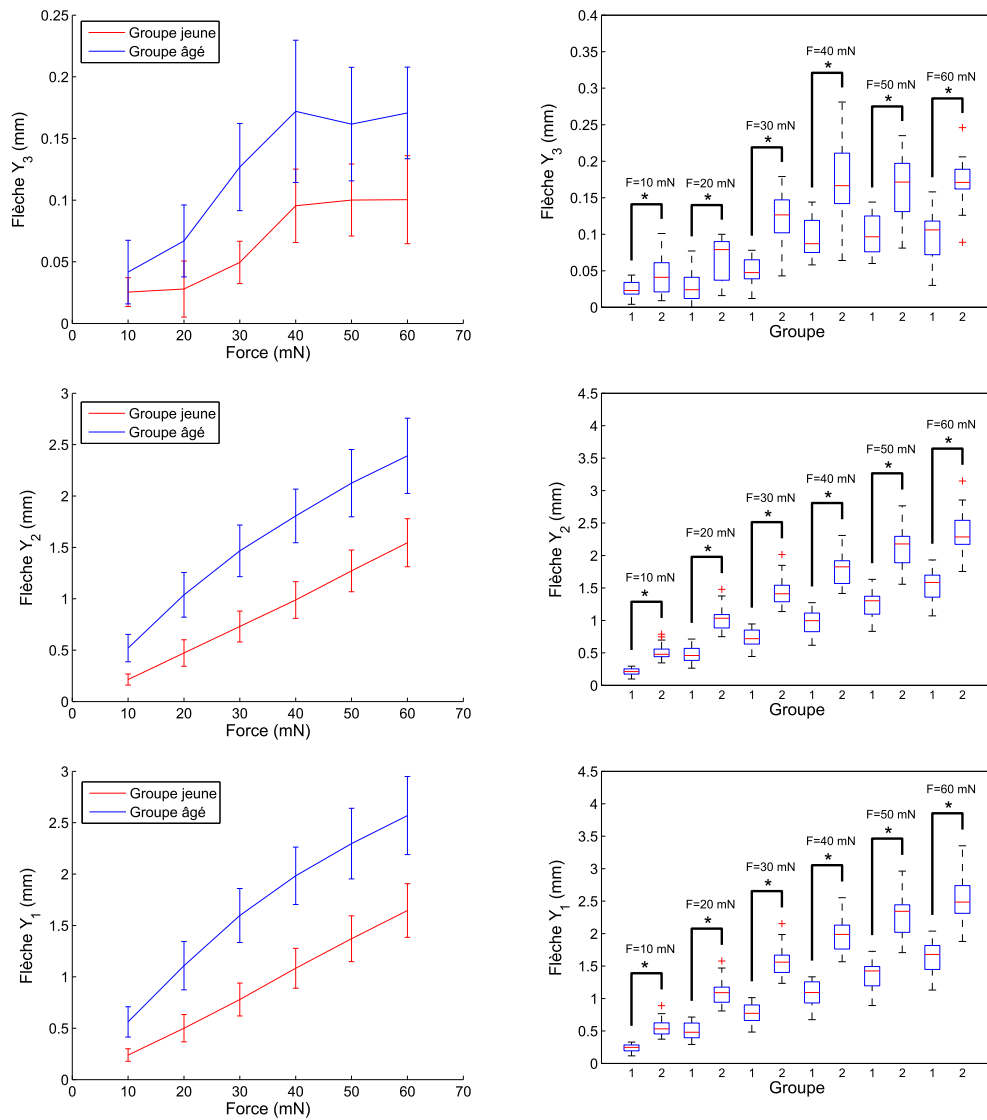 Groupe jeune
Groupe âgé
0.25
0.2
0.15
0.1
0.05
0
Flèche Y3 (mm)
0 10 20 30 40 50 60 70
Force (mN)
0.4
0.35
0.3
0.25
0.2
0.15
0.1
0.05
0
Flèche Y3 (mm)
F=10 mN
*
F=20 mN
*
F=30 mN
*
F=40 mN
*
F=50 mN
*
F=60 mN
*
1 2 1 2 1 2 1 2 1 2 1 2
Groupe
Groupe jeune
Groupe âgé
3
2.5
2
1.5
1
0.5
0
Flèche Y2 (mm)
0 10 20 30 40 50 60 70
Force (mN)
4.5
4
3.5
3
2.5
2
1.5
1
0.5
0
Flèche Y2 (mm)
F=10 mN
*
F=20 mN
*
F=30 mN
*
F=40 mN
*
F=50 mN
*
F=60 mN
*
1 2 1 2 1 2 1 2 1 2 1 2
Groupe
Groupe jeune
Groupe âgé
3
2.5
2
1.5
1
0.5
0
Flèche Y1 (mm)
0 10 20 30 40 50 60 70
Force (mN)
4.5
4
3.5
3
2.5
2
1.5
1
0.5
0
Flèche Y1 (mm)
F=10 mN
*
F=20 mN
*
F=30 mN
*
F=40 mN
*
F=50 mN
*
F=60 mN
*
1 2 1 2 1 2 1 2 1 2 1 2
Groupe